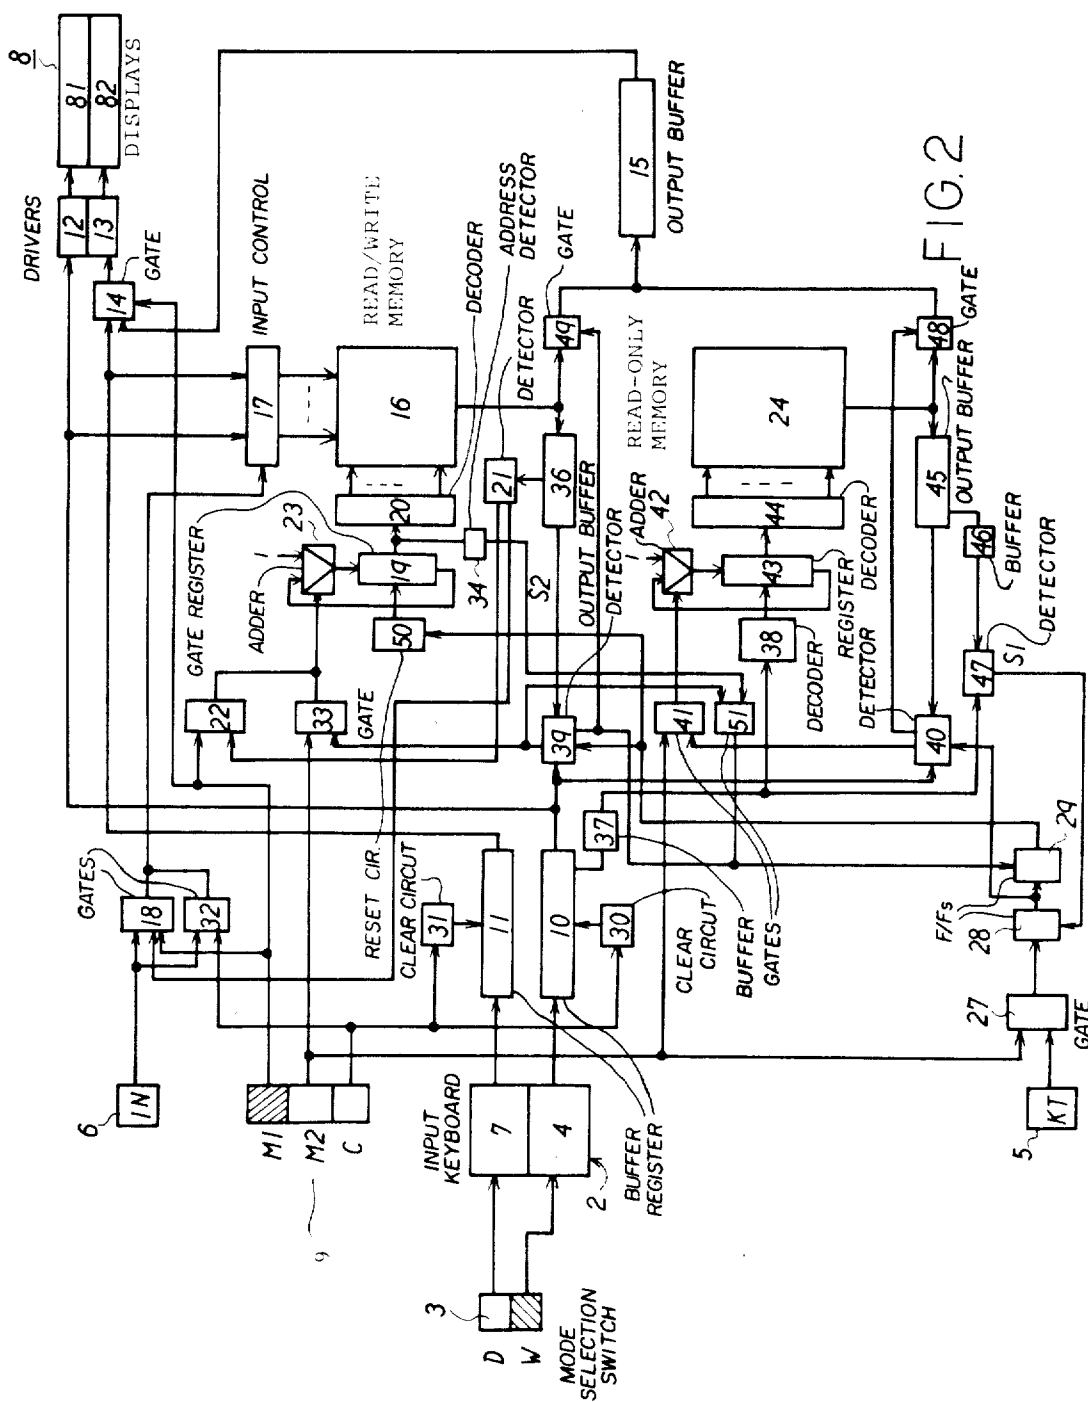 8
81
82
DISPLAYS
DRIVERS
12
13
14
GATE
INPUT CONTROL
17
READ/WRITE
MEMORY
16
DECODER
ADDRESS
DETECTOR
DETECTOR
GATE
49
15
OUTPUT BUFFER
FIG. 2
GATE REGISTER
ADDER
1
23
19
20
34
21
36
S2
OUTPUT BUFFER
DETECTOR
READ-ONLY
MEMORY
24
1
ADDER
42
43
44
38
DECODER
REGISTER
DECODER
DETECTOR
45
OUTPUT BUFFER
48
GATE
46
BUFFER
47
S1
DETECTOR
40
22
33
GATE
50
39
51
41
GATES
18
32
RESET CIR.
CLEAR CIRCUT
31
11
10
37
30
CLEAR
CIRCUT
BUFFER
GATES
F/Fs
28
29
27
GATE
6
IN
M1
M2
C
9
INPUT
KEYBOARD
7
4
2
BUFFER
REGISTER
5
KT
3
D
W
MODE
SELECTION
SWITCH